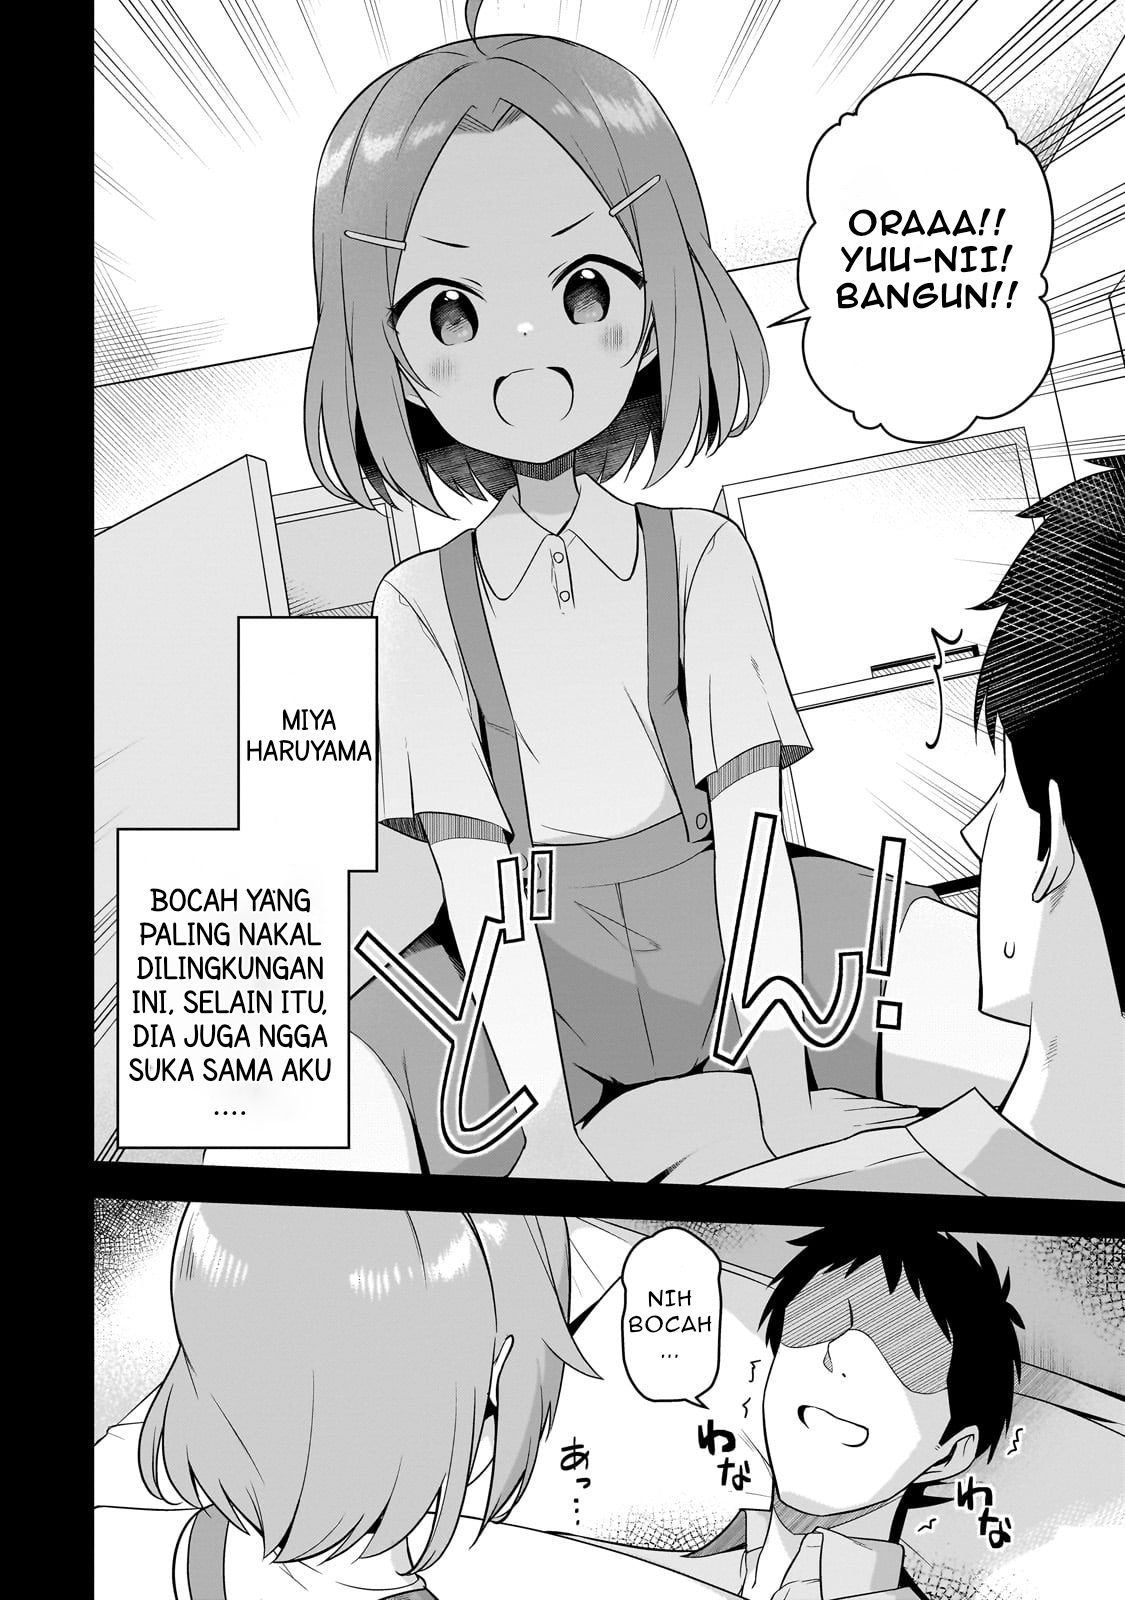 ORAAA!!
YUU-NII!
BANGUN!!
MIYA
HARUYAMA
BOCAH YANG
PALING NAKAL
DILINGKUNGAN
INI, SELAIN ITU,
DIA JUGA NGGA
SUKA SAMA AKU
....
どん!
NIH
BOCAH
...
わな
わな
あっ…